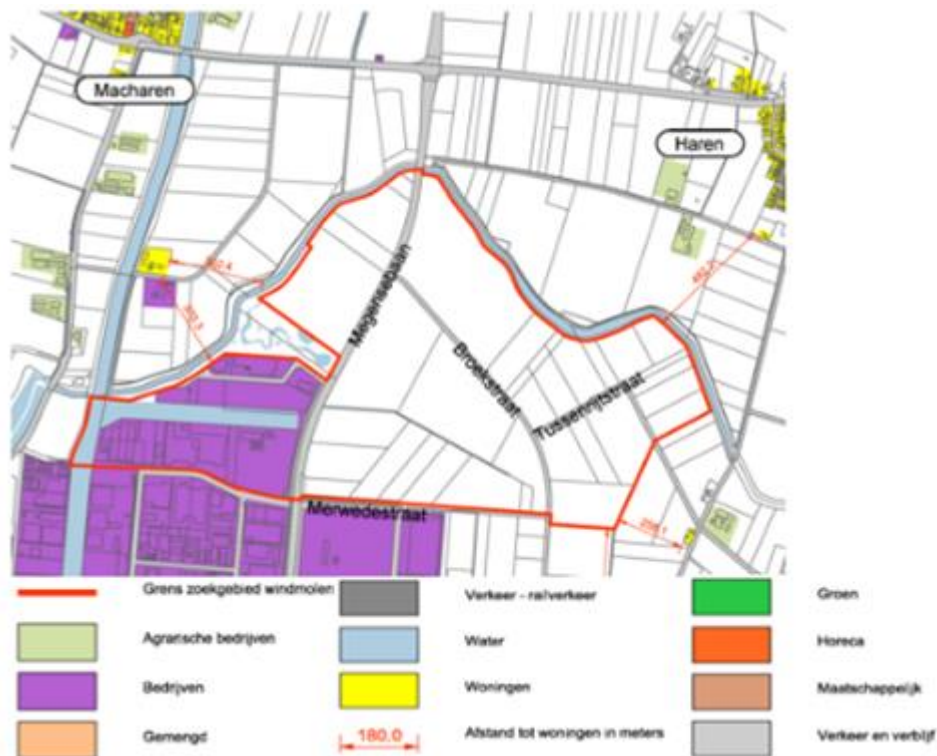 Macharen
Haren
Megensebaan
Broekstraat
Tussenrijtstraat
Merwedestraat
Grens zoekgebied windmolen
Verkeer - railverkeer
Groen
Agrarische bedrijven
Water
Horeca
Bedrijven
Woningen
Maatschappelijk
Gemengd
180.0
Afstand tot woningen in meters
Verkeer en verblijf